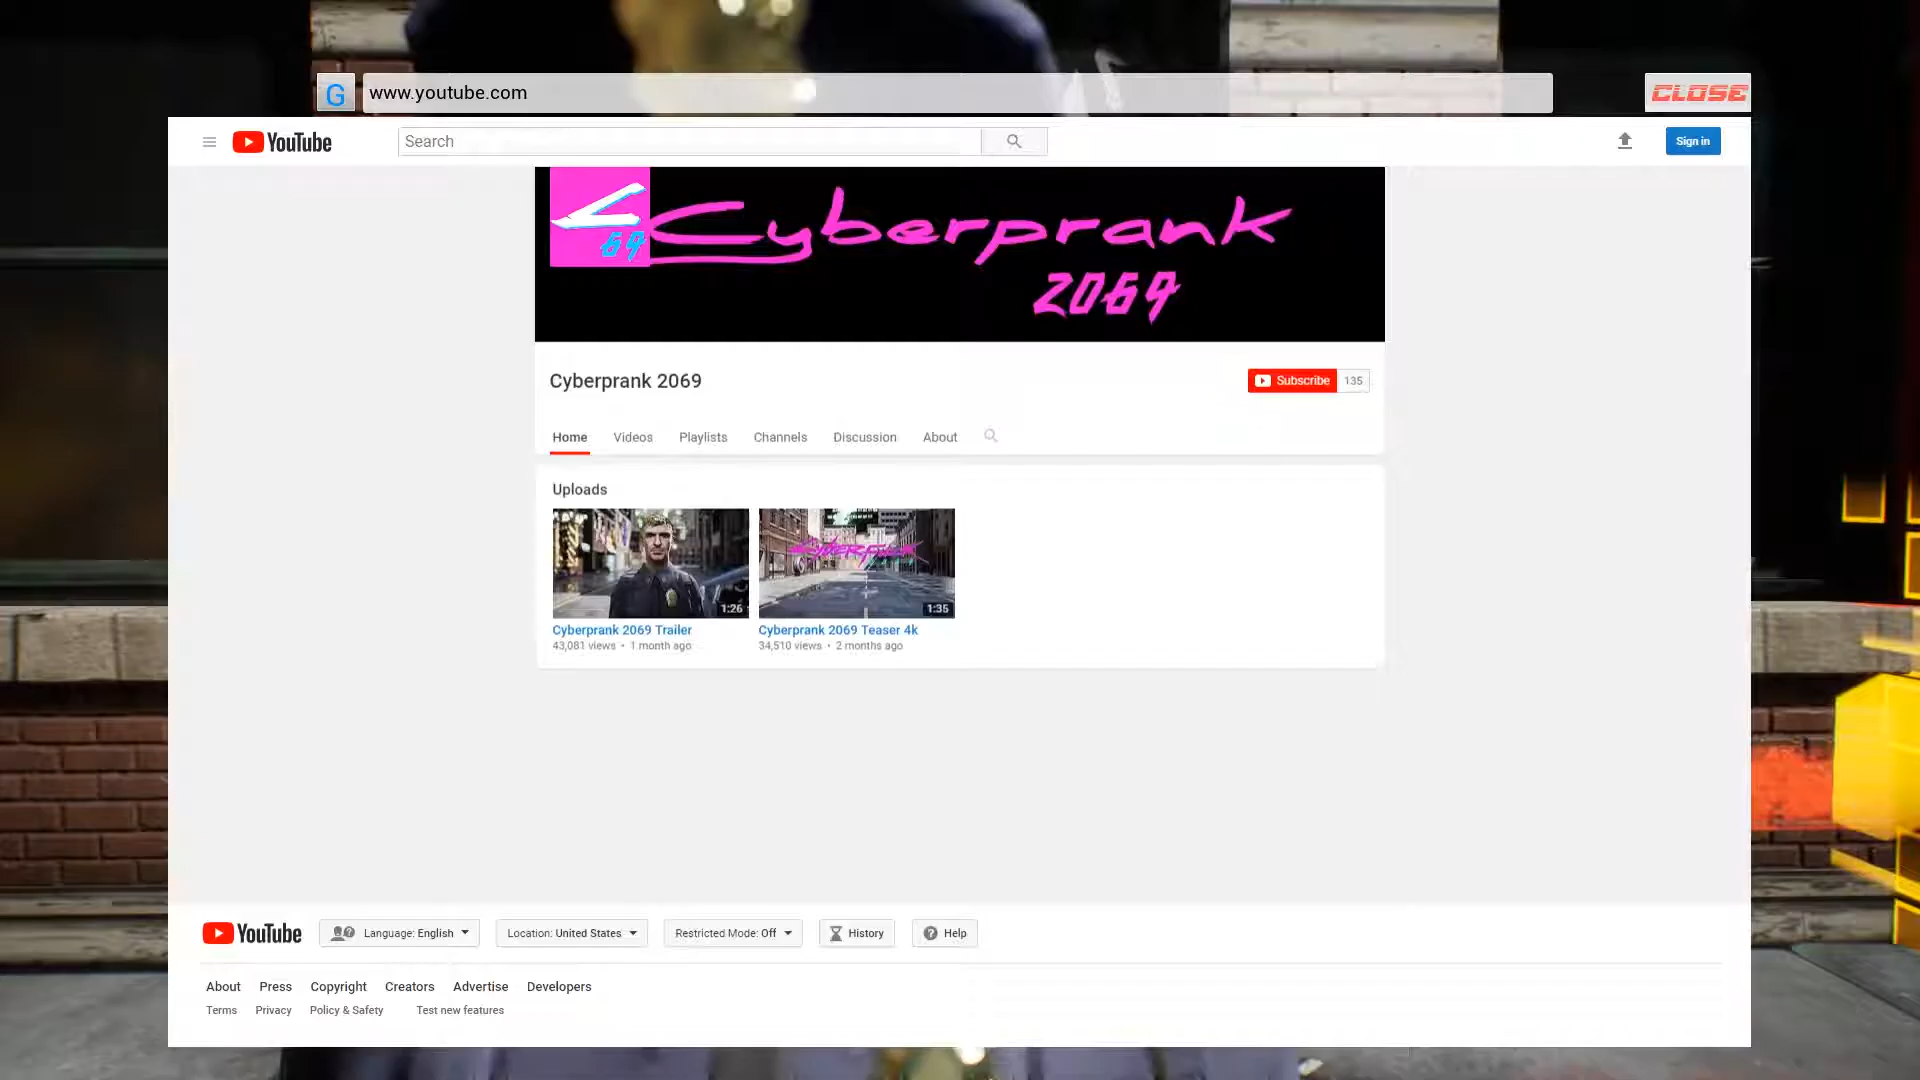 G www.youtube.com CLOSE
YouTube Search Sign in
69 Cyberprank
2069
Cyberprank 2069 Subscribe 135
Home Videos Playlists Channels Discussion About
Uploads
1:26 1:35
Cyberprank 2069 Trailer Cyberprank 2069 Teaser 4k
43,081 views • 1 month ago 34,510 views • 2 months ago
YouTube Language: English Location: United States Restricted Mode: Off History Help
About Press Copyright Creators Advertise Developers
Terms Privacy Policy & Safety Test new features